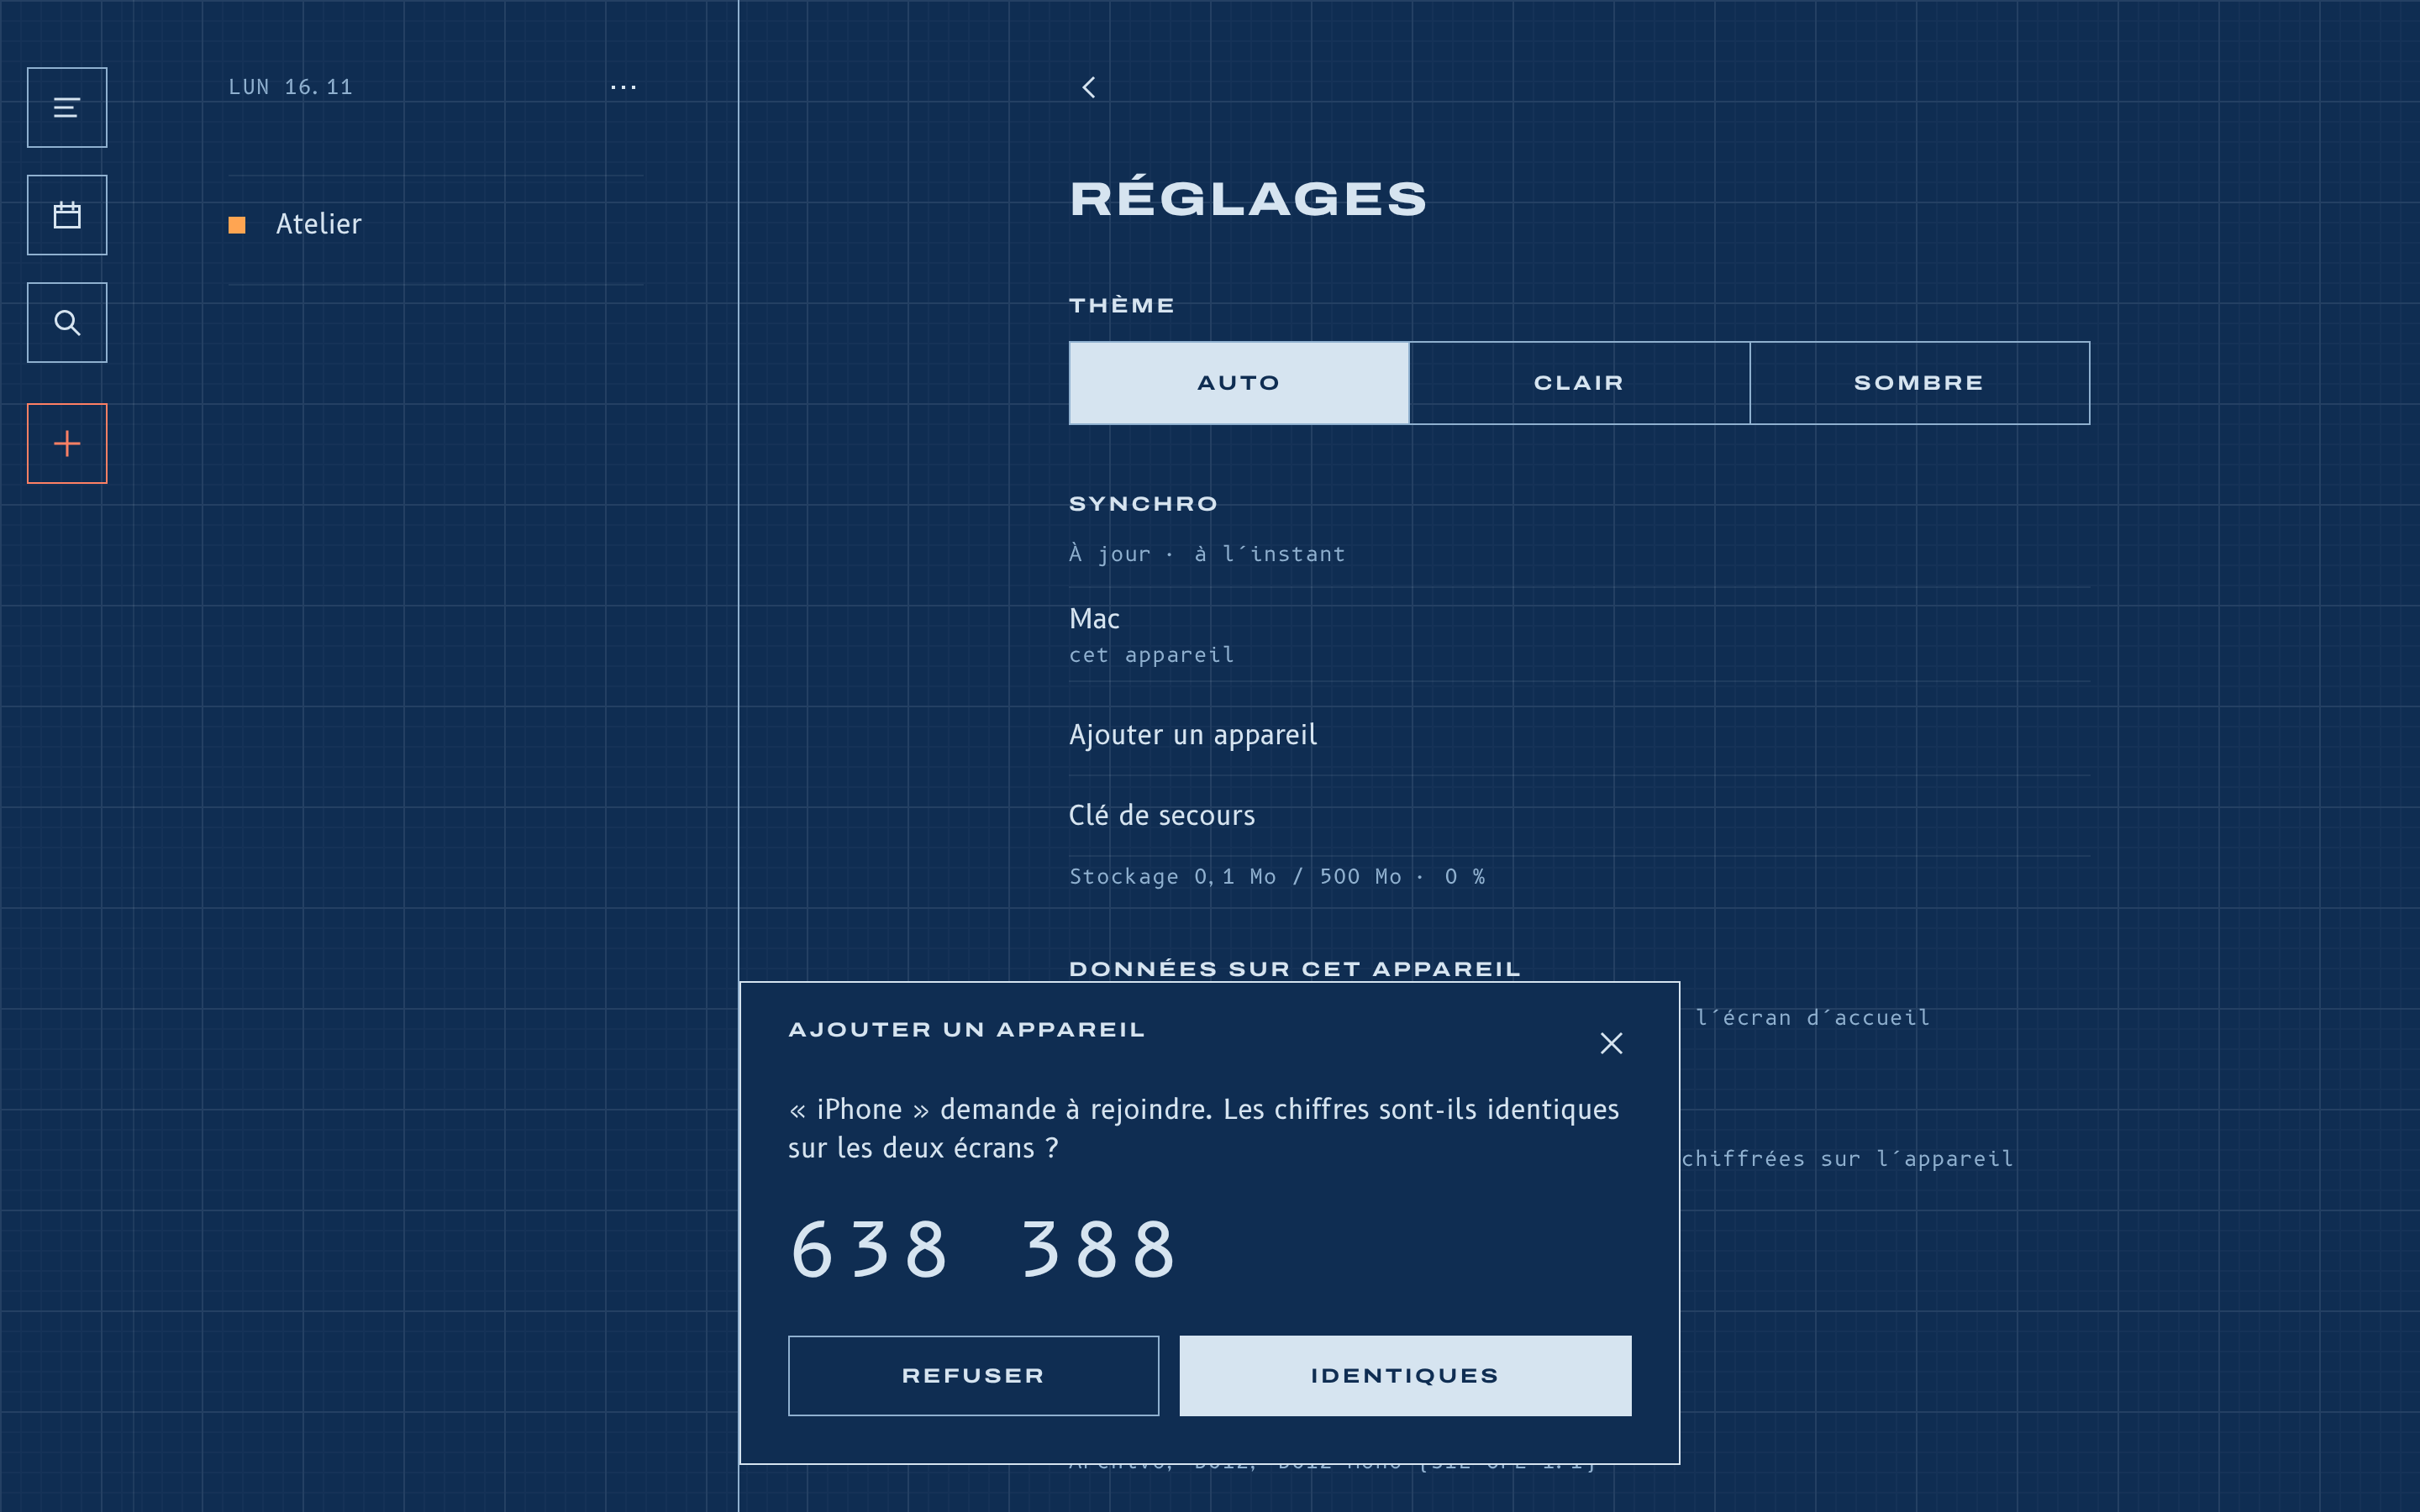 LUN 16.11
Atelier
RÉGLAGES
THÈME
AUTO
CLAIR
SOMBRE
SYNCHRO
À jour · à l´instant
Mac
cet appareil
Ajouter un appareil
Clé de secours
Stockage 0,1 Mo / 500 Mo · 0 %
DONNÉES SUR CET APPAREIL
l´écran d´accueil
chiffrées sur l´appareil
AJOUTER UN APPAREIL
« iPhone » demande à rejoindre. Les chiffres sont-ils identiques
sur les deux écrans ?
638 388
REFUSER
IDENTIQUES